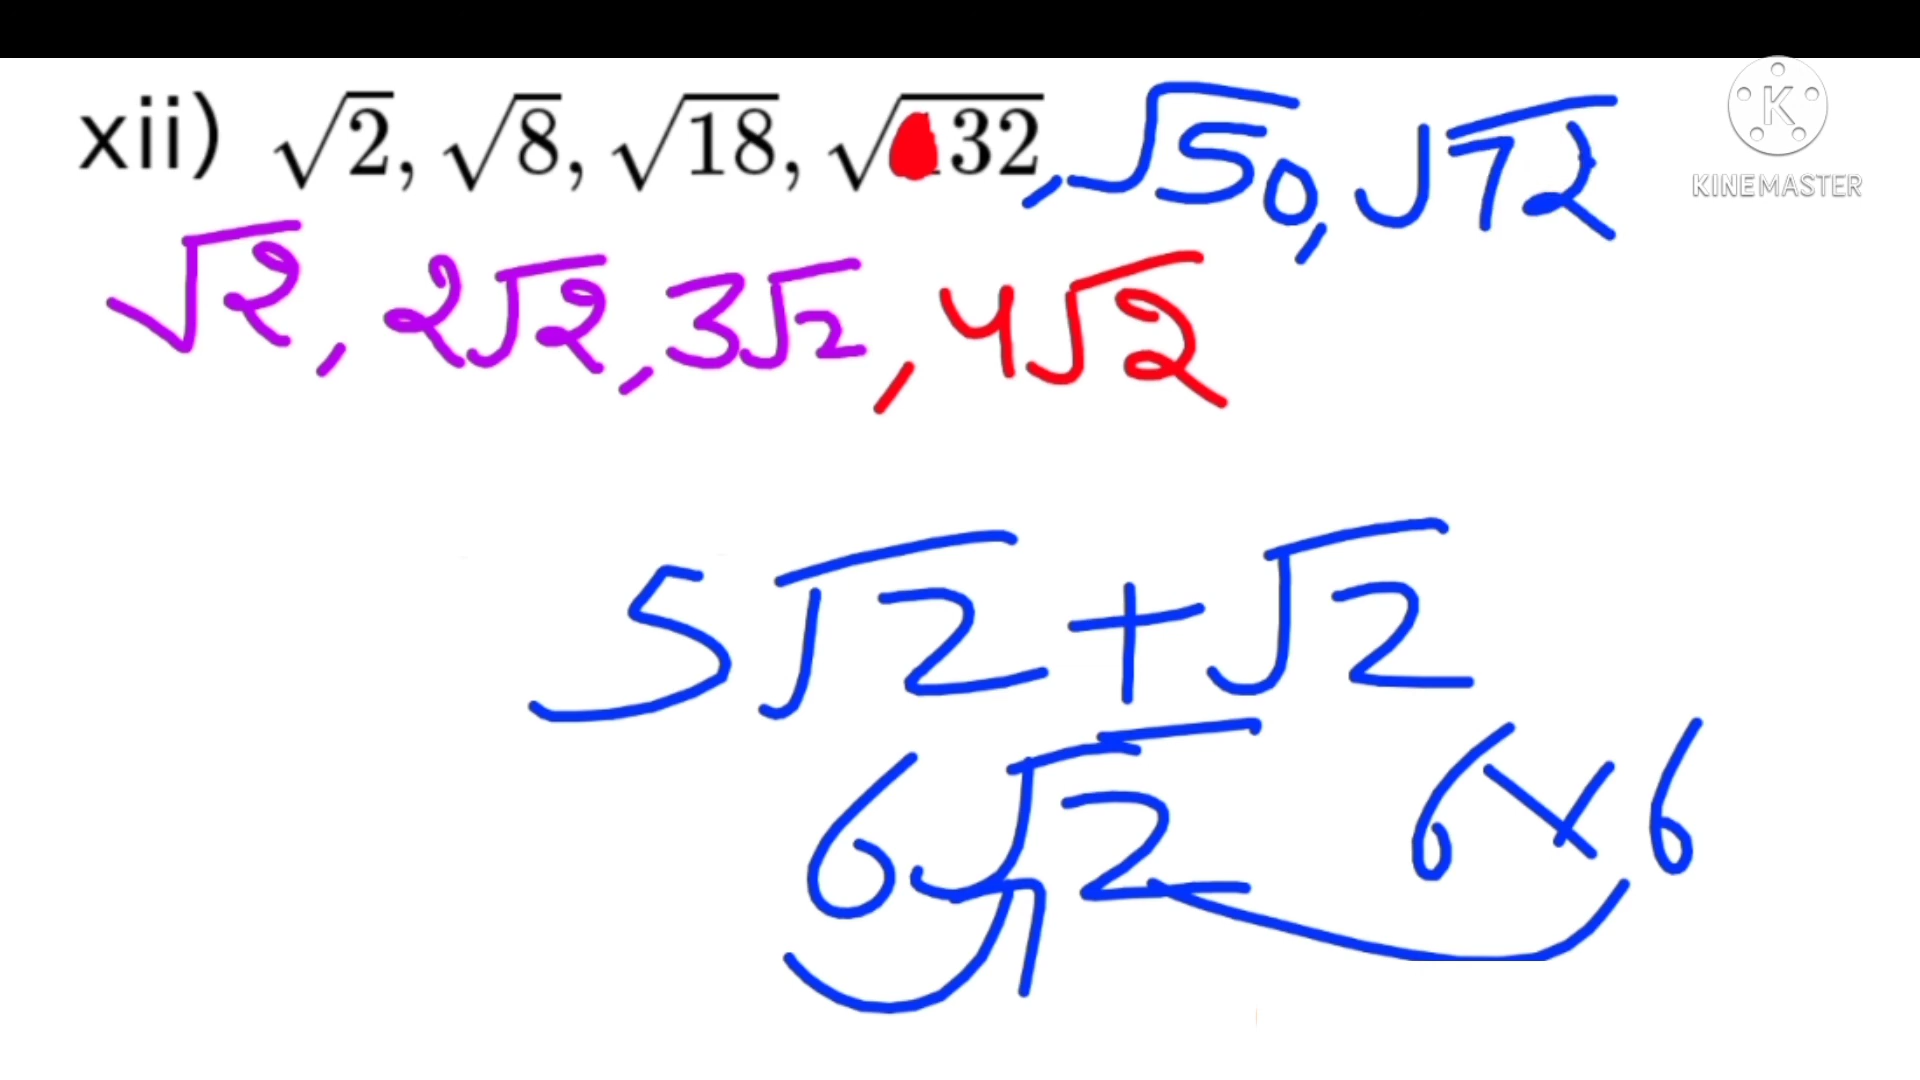 xii) √2, √8, √18, √32, √50, √72
K
KINEMASTER
√2, 2√2, 3√2, 4√2
5√2 + √2
6√2 6×6